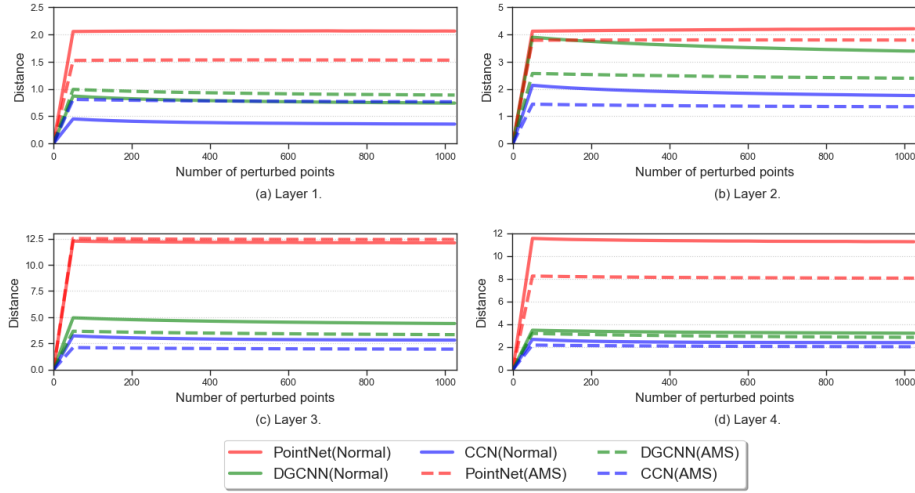 2.5
2.0
1.5
1.0
0.5
0.0
Distance
0 200 400 600 800 1000
Number of perturbed points
(a) Layer 1.
5
4
3
2
1
0
Distance
0 200 400 600 800 1000
Number of perturbed points
(b) Layer 2.
12.5
10.0
7.5
5.0
2.5
0.0
Distance
0 200 400 600 800 1000
Number of perturbed points
(c) Layer 3.
12
10
8
6
4
2
0
Distance
0 200 400 600 800 1000
Number of perturbed points
(d) Layer 4.
PointNet(Normal) CCN(Normal) DGCNN(AMS)
DGCNN(Normal) PointNet(AMS) CCN(AMS)